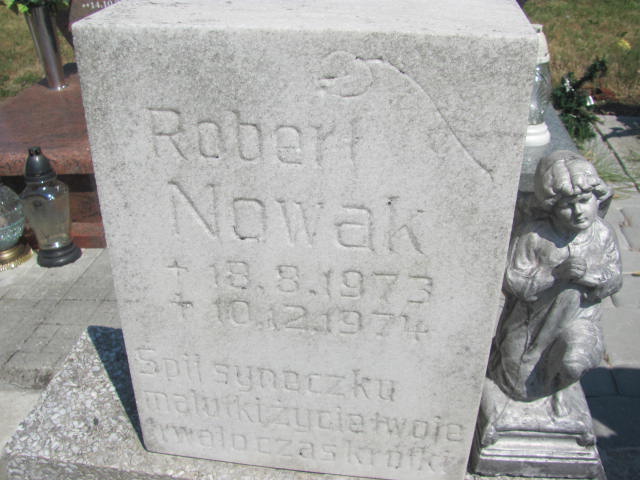 Robert
Nowak
+ 18.8.1973
+ 10.12.1974
Śpij syneczku
malutki życie twoje
trwało czas krótki